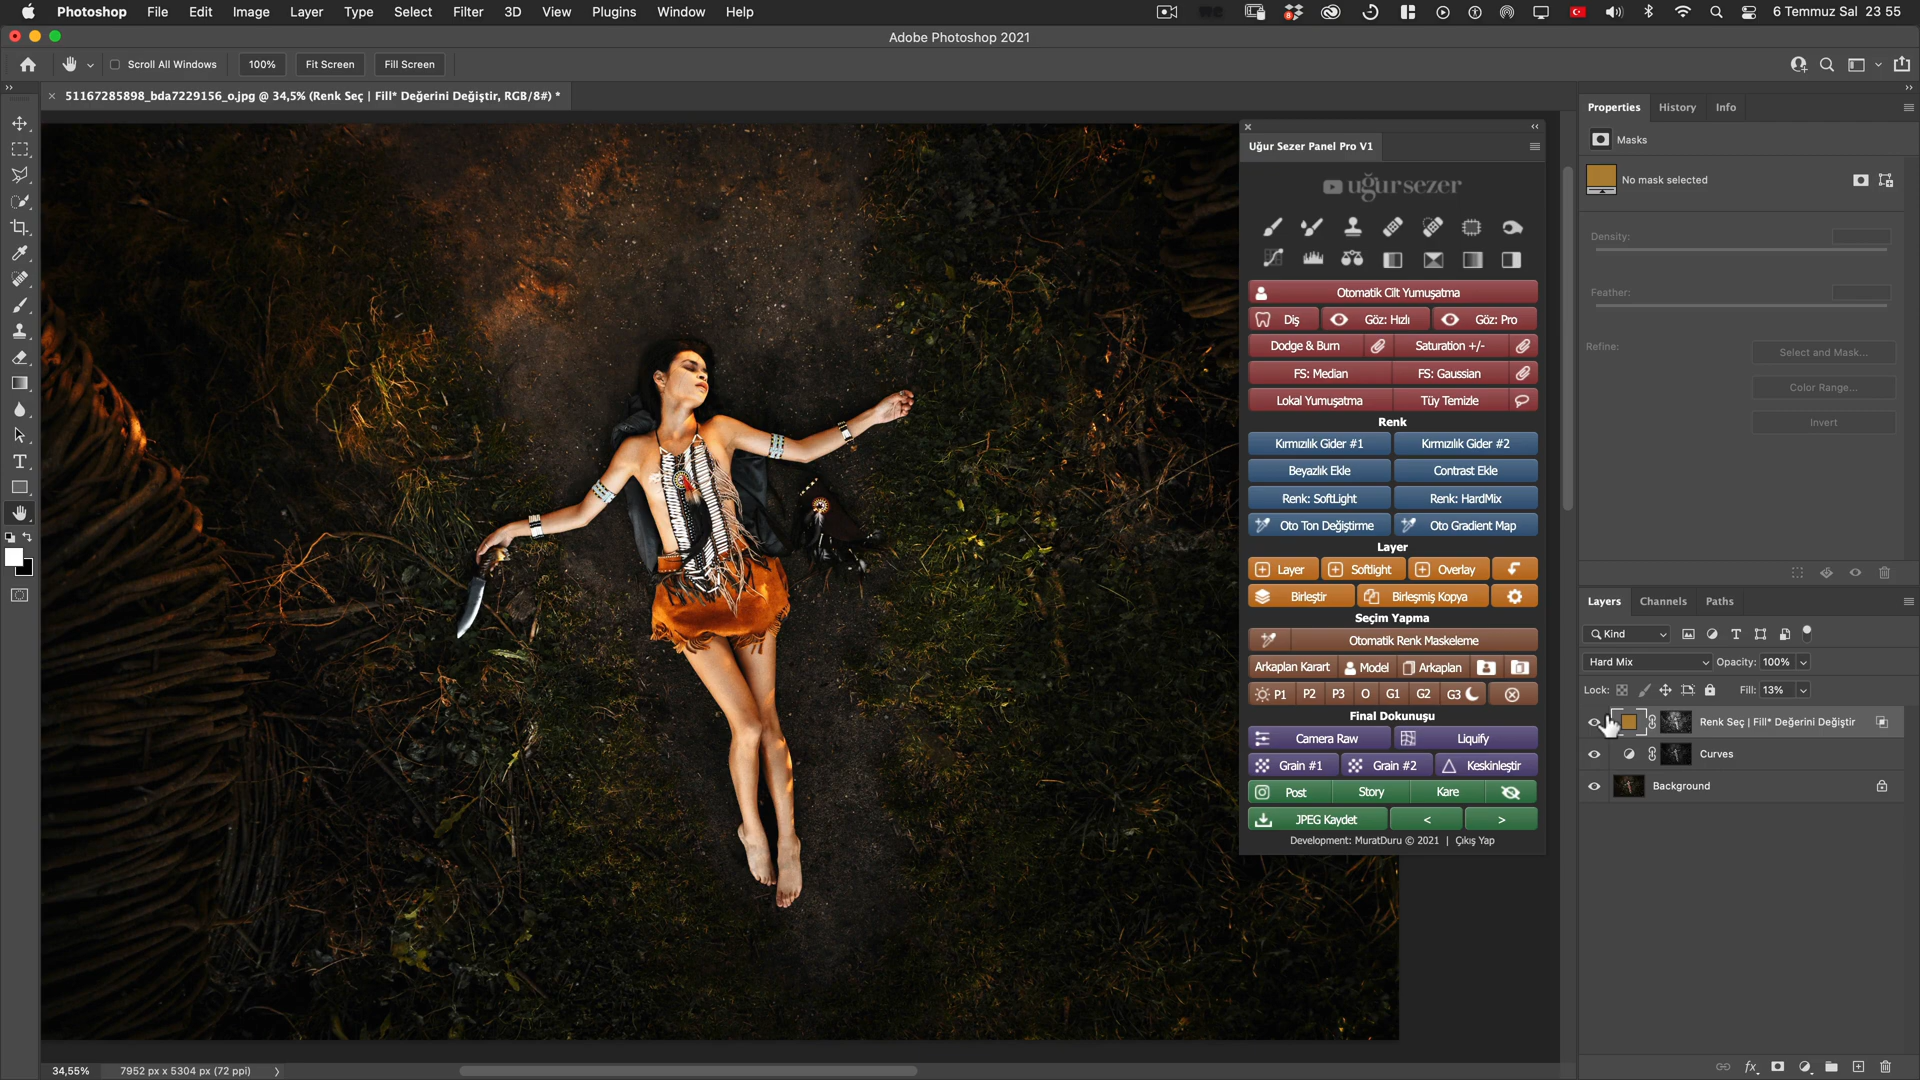 Photoshop File Edit Image Layer Type Select Filter 3D View Plugins Window Help
6 Temmuz Sal 23 55
Adobe Photoshop 2021
Scroll All Windows 100% Fit Screen Fill Screen
51167285898_bda7229156_o.jpg @ 34,5% (Renk Seç | Fill* Değerini Değiştir, RGB/8#) *
Uğur Sezer Panel Pro V1
uğursezer
Otomatik Cilt Yumuşatma
Diş Göz: Hızlı Göz: Pro
Dodge & Burn Saturation +/-
FS: Median FS: Gaussian
Lokal Yumuşatma Tüy Temizle
Renk
Kırmızılık Gider #1 Kırmızılık Gider #2
Beyazlık Ekle Contrast Ekle
Renk: SoftLight Renk: HardMix
Oto Ton Değiştirme Oto Gradient Map
Layer
Layer Softlight Overlay
Birleştir Birleşmiş Kopya
Seçim Yapma
Otomatik Renk Maskeleme
Arkaplan Karart Model Arkaplan
P1 P2 P3 O G1 G2 G3
Final Dokunuşu
Camera Raw Liquify
Grain #1 Grain #2 Keskinleştir
Post Story Kare
JPEG Kaydet < >
Development: MuratDuru © 2021 | Çıkış Yap
Properties History Info
Masks
No mask selected
Density:
Feather:
Refine:
Select and Mask...
Color Range...
Invert
Layers Channels Paths
Kind
Hard Mix Opacity: 100%
Lock: Fill: 13%
Renk Seç | Fill* Değerini Değiştir
Curves
Background
fx
34,55% 7952 px x 5304 px (72 ppi) >